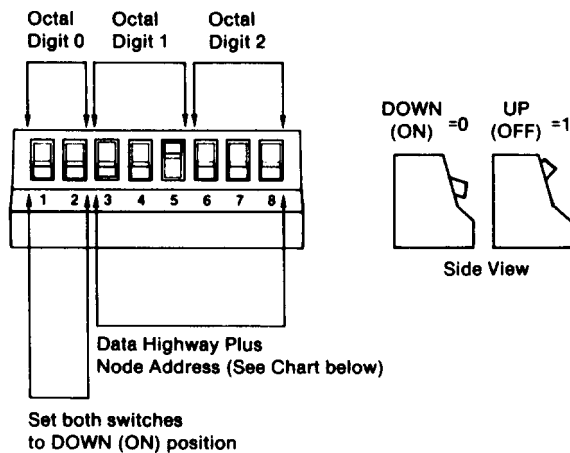 Octal Digit 0
Octal Digit 1
Octal Digit 2
1 2 3 4 5 6 7 8
DOWN (ON) =0
UP (OFF) =1
Side View
Data Highway Plus
Node Address (See Chart below)
Set both switches
to DOWN (ON) position